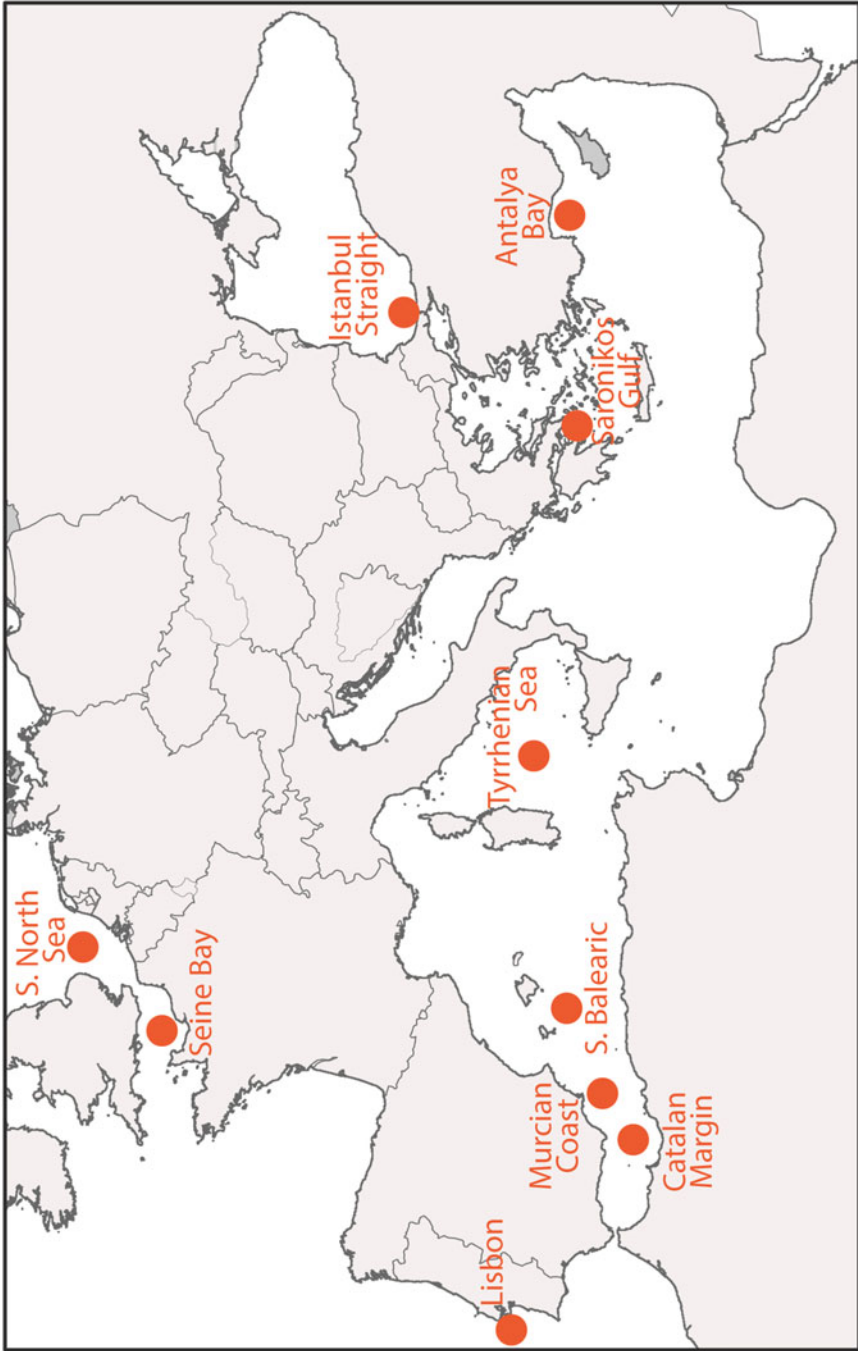 S. North
Sea
Seine Bay
Istanbul
Straight
Antalya
Bay
Saronikos
Gulf
Tyrrhenian
Sea
S. Balearic
Murcian
Coast
Catalan
Margin
Lisbon